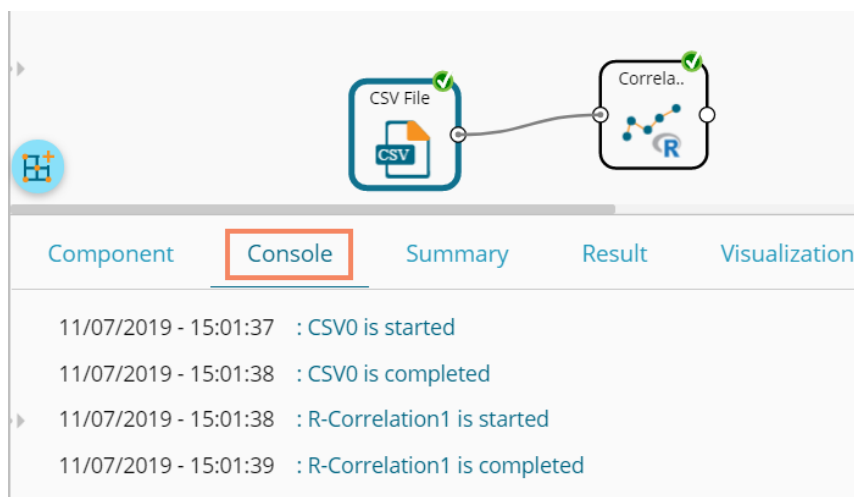 CSV File
Correla..
CSV
R
Component Console Summary Result Visualization
11/07/2019 - 15:01:37 : CSV0 is started
11/07/2019 - 15:01:38 : CSV0 is completed
11/07/2019 - 15:01:38 : R-Correlation1 is started
11/07/2019 - 15:01:39 : R-Correlation1 is completed